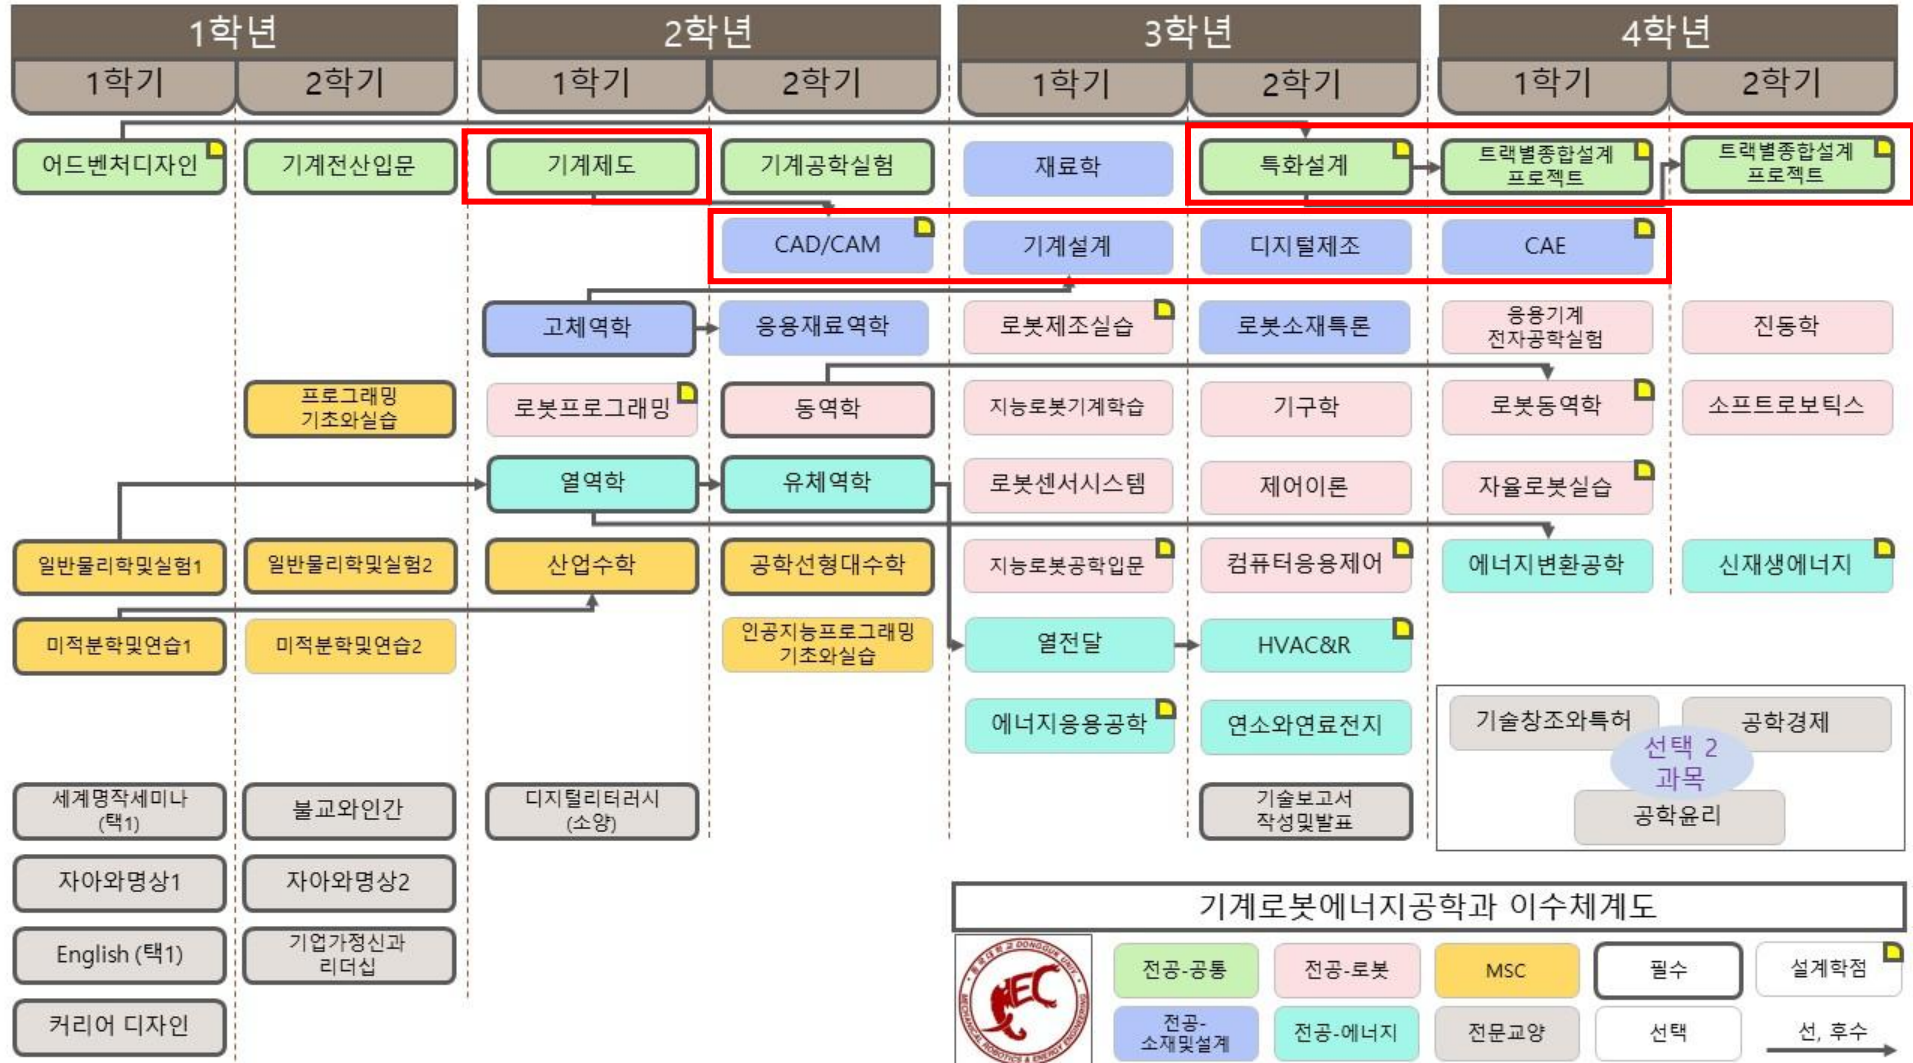 1학년
2학년
3학년
4학년
1학기
2학기
1학기
2학기
1학기
2학기
1학기
2학기
어드벤처디자인
기계전산입문
기계제도
기계공학실험
재료학
특화설계
트랙별종합설계
프로젝트
트랙별종합설계
프로젝트
CAD/CAM
기계설계
디지털제조
CAE
고체역학
응용재료역학
로봇제조실습
로봇소재특론
응용기계
전자공학실험
진동학
프로그래밍
기초와실습
로봇프로그래밍
동역학
지능로봇기계학습
기구학
로봇동역학
소프트로보틱스
열역학
유체역학
로봇센서시스템
제어이론
자율로봇실습
일반물리학및실험1
일반물리학및실험2
산업수학
공학선형대수학
지능로봇공학입문
컴퓨터응용제어
에너지변환공학
신재생에너지
미적분학및연습1
미적분학및연습2
인공지능프로그래밍
기초와실습
열전달
HVAC&R
에너지응용공학
연소와연료전지
기술창조와특허
공학경제
선택 2
과목
공학윤리
세계명작세미나
(택1)
불교와인간
디지털리터러시
(소양)
기술보고서
작성및발표
자아와명상1
자아와명상2
English (택1)
기업가정신과
리더십
커리어 디자인
기계로봇에너지공학과 이수체계도
동국대학교 DONGGUK UNIV.
MEC
MECHANICAL ROBOTICS & ENERGY ENGINEERING
전공-공통
전공-로봇
MSC
필수
설계학점
전공-
소재및설계
전공-에너지
전문교양
선택
선, 후수